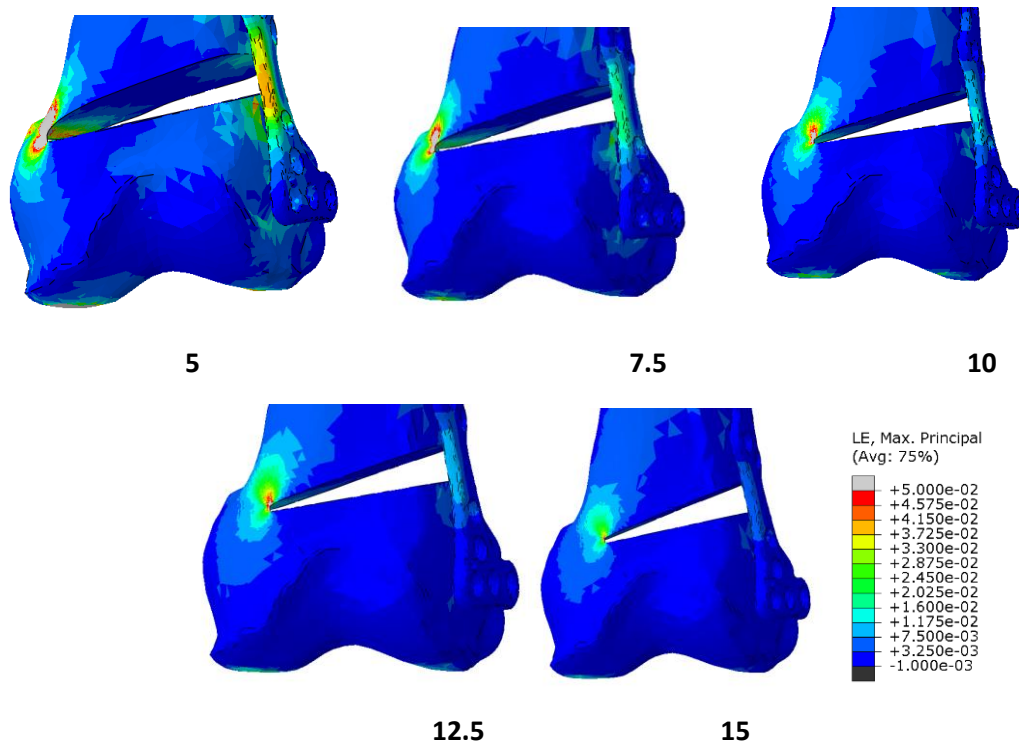 5
7.5
10
LE, Max. Principal
(Avg: 75%)
+5.000e-02
+4.575e-02
+4.150e-02
+3.725e-02
+3.300e-02
+2.875e-02
+2.450e-02
+2.025e-02
+1.600e-02
+1.175e-02
+7.500e-03
+3.250e-03
-1.000e-03
12.5
15